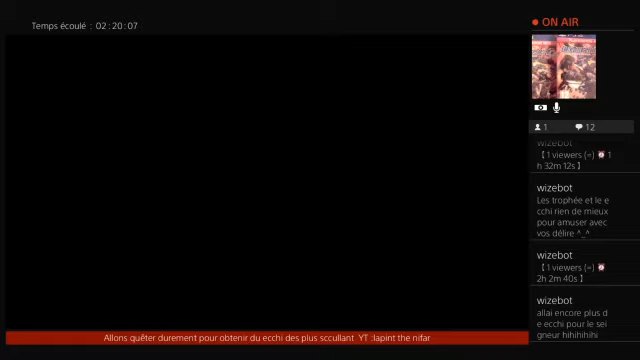 Temps écoulé : 02:20:07
ON AIR
1
12
wizebot
【 1 viewers (=) ⏰ 1
h 32m 12s 】
wizebot
Les trophée et le e
cchi rien de mieux
pour amuser avec
vos délire ^_^
wizebot
【 1 viewers (=) ⏰
2h 2m 40s 】
wizebot
allai encore plus d
e ecchi pour le sei
gneur hihihihihi
Allons quêter durement pour obtenir du ecchi des plus sccullant YT :lapint the nifar